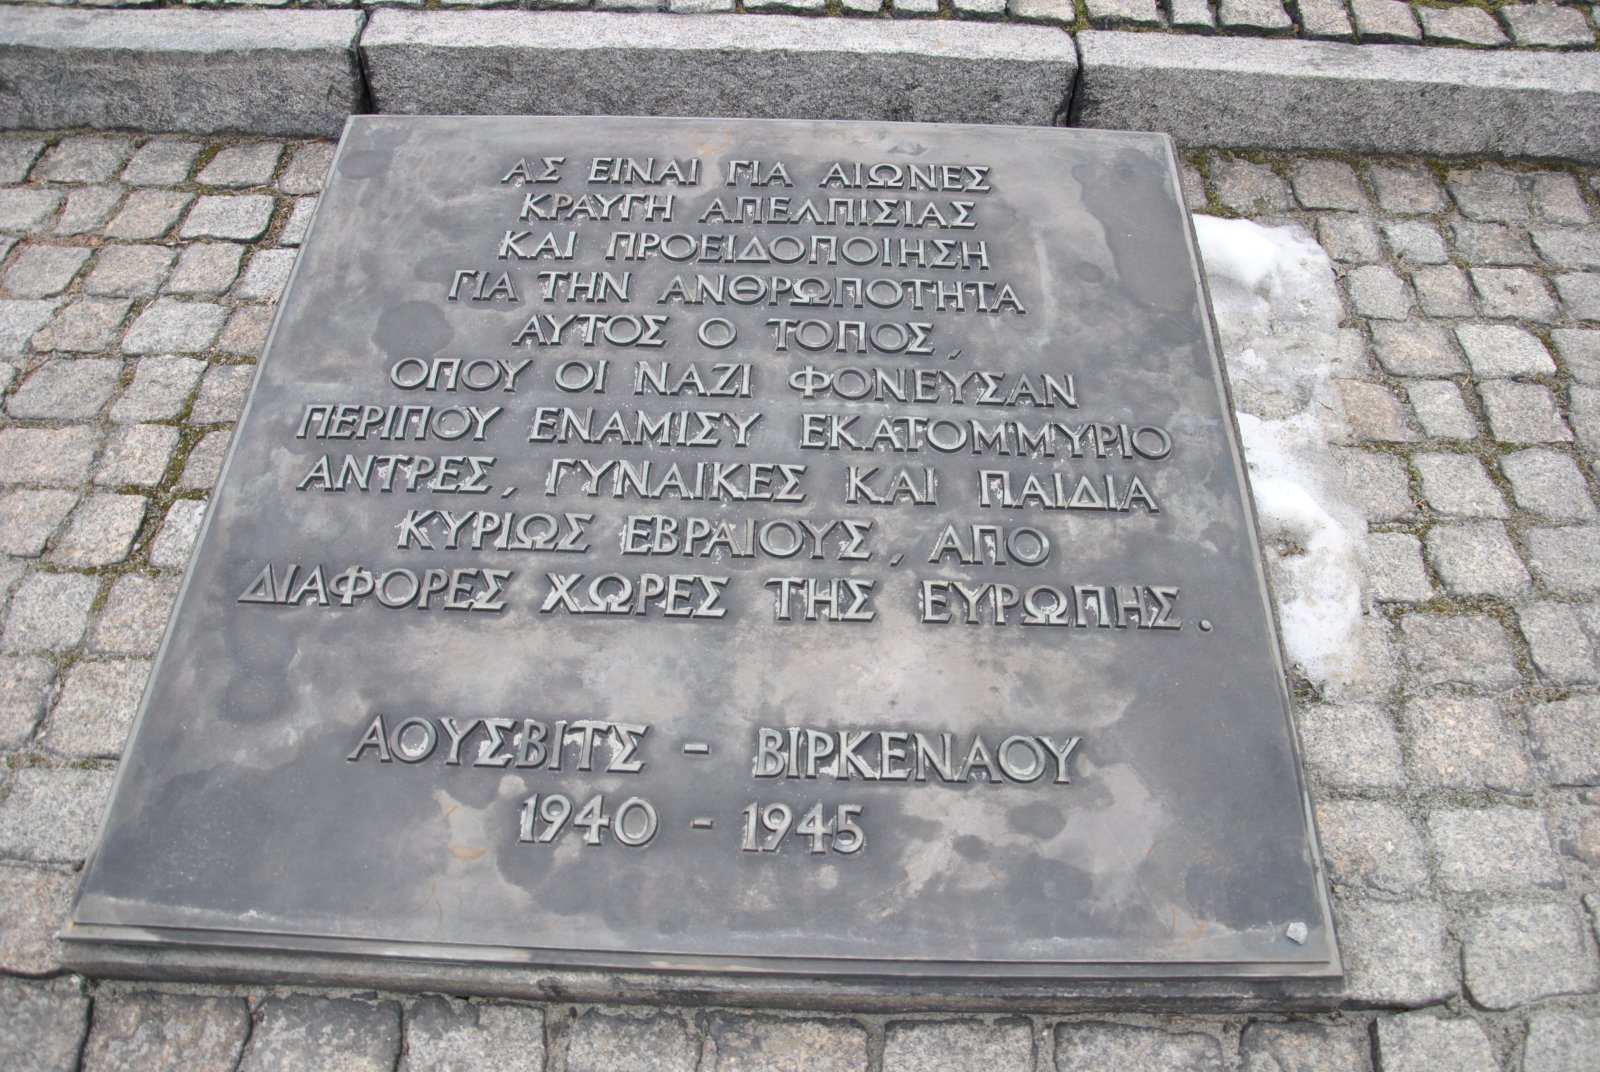 ΑΣ ΕΙΝΑΙ ΓΙΑ ΑΙΩΝΕΣ
ΚΡΑΥΓΗ ΑΠΕΛΠΙΣΙΑΣ
ΚΑΙ ΠΡΟΕΙΔΟΠΟΙΗΣΗ
ΓΙΑ ΤΗΝ ΑΝΘΡΩΠΟΤΗΤΑ
ΑΥΤΟΣ Ο ΤΟΠΟΣ,
ΟΠΟΥ ΟΙ ΝΑΖΙ ΦΟΝΕΥΣΑΝ
ΠΕΡΙΠΟΥ ΕΝΑΜΙΣΥ ΕΚΑΤΟΜΜΥΡΙΟ
ΑΝΤΡΕΣ, ΓΥΝΑΙΚΕΣ ΚΑΙ ΠΑΙΔΙΑ
ΚΥΡΙΩΣ ΕΒΡΑΙΟΥΣ, ΑΠΟ
ΔΙΑΦΟΡΕΣ ΧΩΡΕΣ ΤΗΣ ΕΥΡΩΠΗΣ.
ΑΟΥΣΒΙΤΣ - ΒΙΡΚΕΝΑΟΥ
1940 - 1945